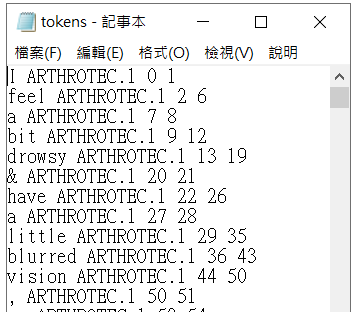 tokens - 記事本
檔案(F) 編輯(E) 格式(O) 檢視(V) 說明
I ARTHROTEC.1 0 1
feel ARTHROTEC.1 2 6
a ARTHROTEC.1 7 8
bit ARTHROTEC.1 9 12
drowsy ARTHROTEC.1 13 19
& ARTHROTEC.1 20 21
have ARTHROTEC.1 22 26
a ARTHROTEC.1 27 28
little ARTHROTEC.1 29 35
blurred ARTHROTEC.1 36 43
vision ARTHROTEC.1 44 50
, ARTHROTEC.1 50 51